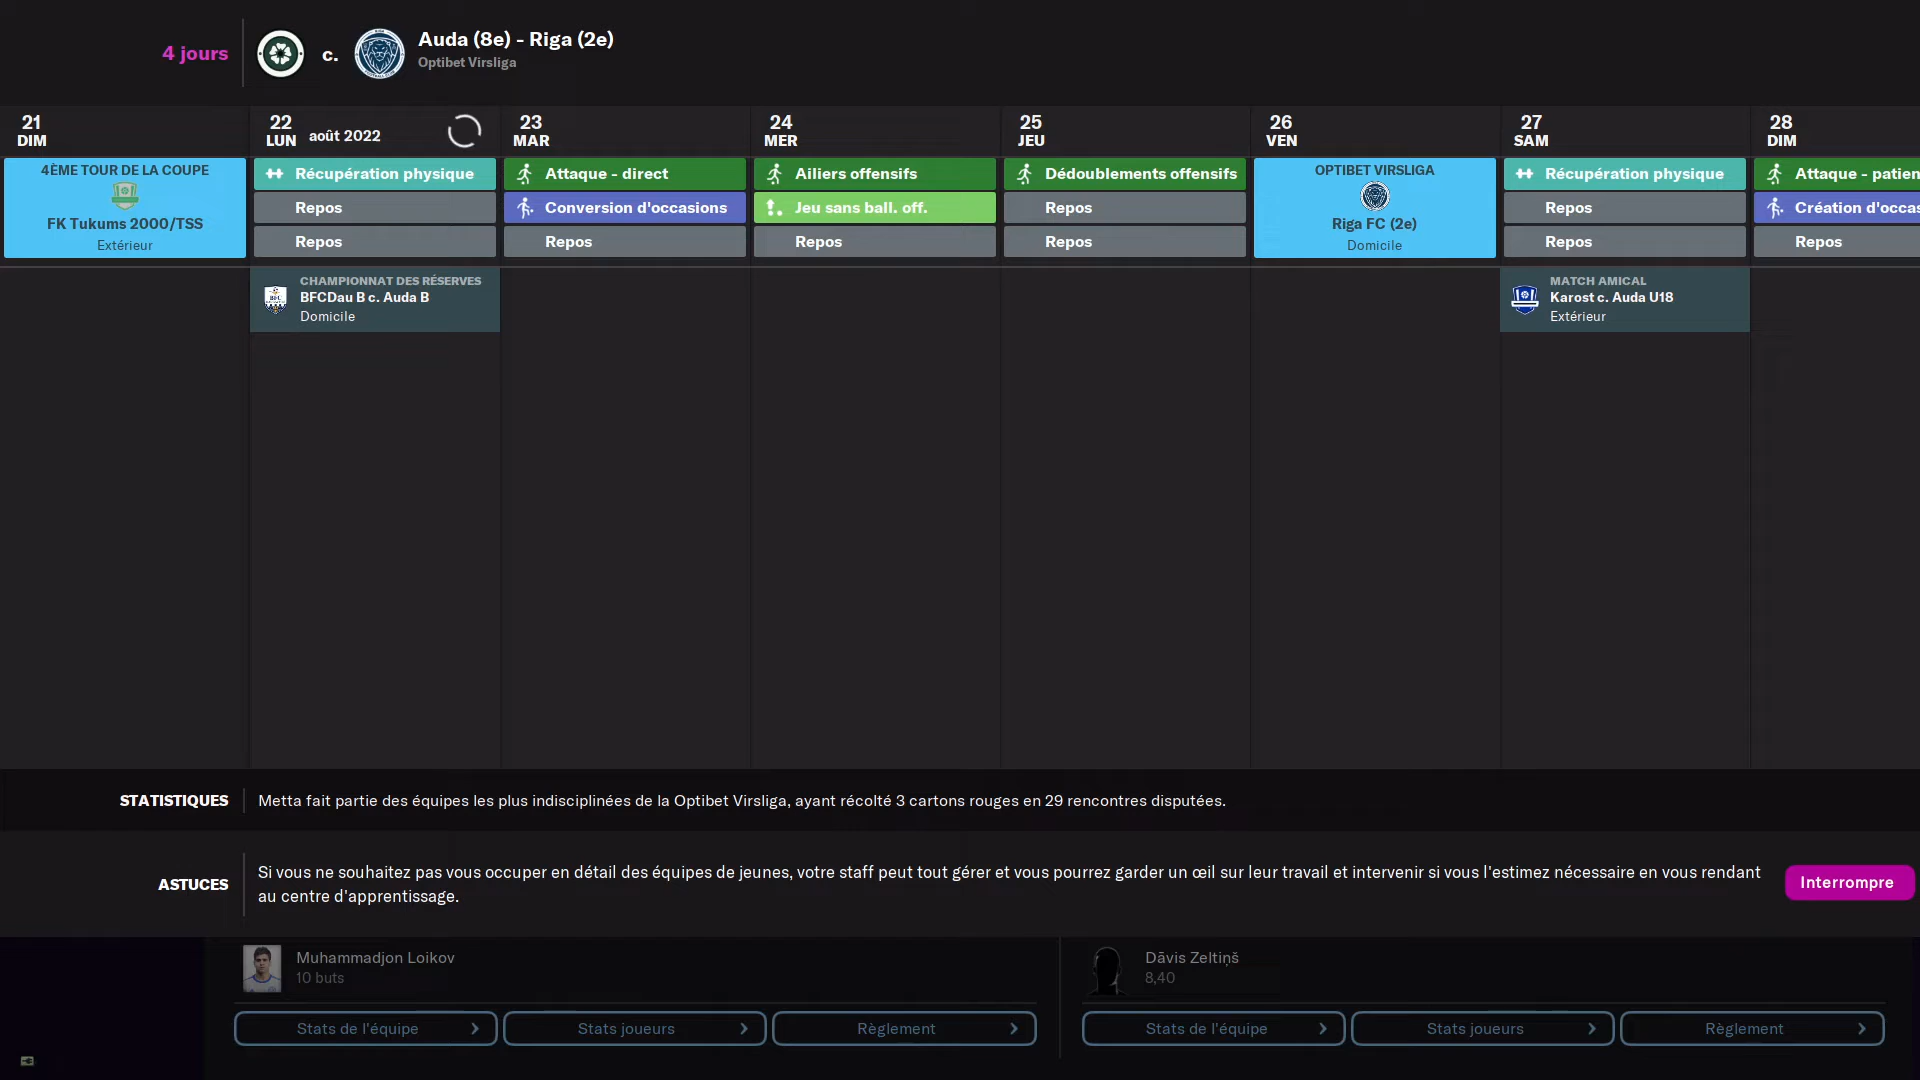 4 jours
c.
Auda (8e) - Riga (2e)
Optibet Virsliga
21
DIM
22
LUN
août 2022
23
MAR
24
MER
25
JEU
26
VEN
27
SAM
28
DIM
4ÈME TOUR DE LA COUPE
FK Tukums 2000/TSS
Extérieur
Récupération physique
Repos
Repos
Attaque - direct
Conversion d'occasions
Repos
Ailiers offensifs
Jeu sans ball. off.
Repos
Dédoublements offensifs
Repos
Repos
OPTIBET VIRSLIGA
Riga FC (2e)
Domicile
Récupération physique
Repos
Repos
Attaque - patien
Création d'occas
Repos
CHAMPIONNAT DES RÉSERVES
BFCDau B c. Auda B
Domicile
MATCH AMICAL
Karost c. Auda U18
Extérieur
STATISTIQUES
Metta fait partie des équipes les plus indisciplinées de la Optibet Virsliga, ayant récolté 3 cartons rouges en 29 rencontres disputées.
ASTUCES
Si vous ne souhaitez pas vous occuper en détail des équipes de jeunes, votre staff peut tout gérer et vous pourrez garder un œil sur leur travail et intervenir si vous l'estimez nécessaire en vous rendant
au centre d'apprentissage.
Interrompre
Muhammadjon Loikov
10 buts
Dāvis Zeltiņš
8,40
Stats de l'équipe
Stats joueurs
Règlement
Stats de l'équipe
Stats joueurs
Règlement